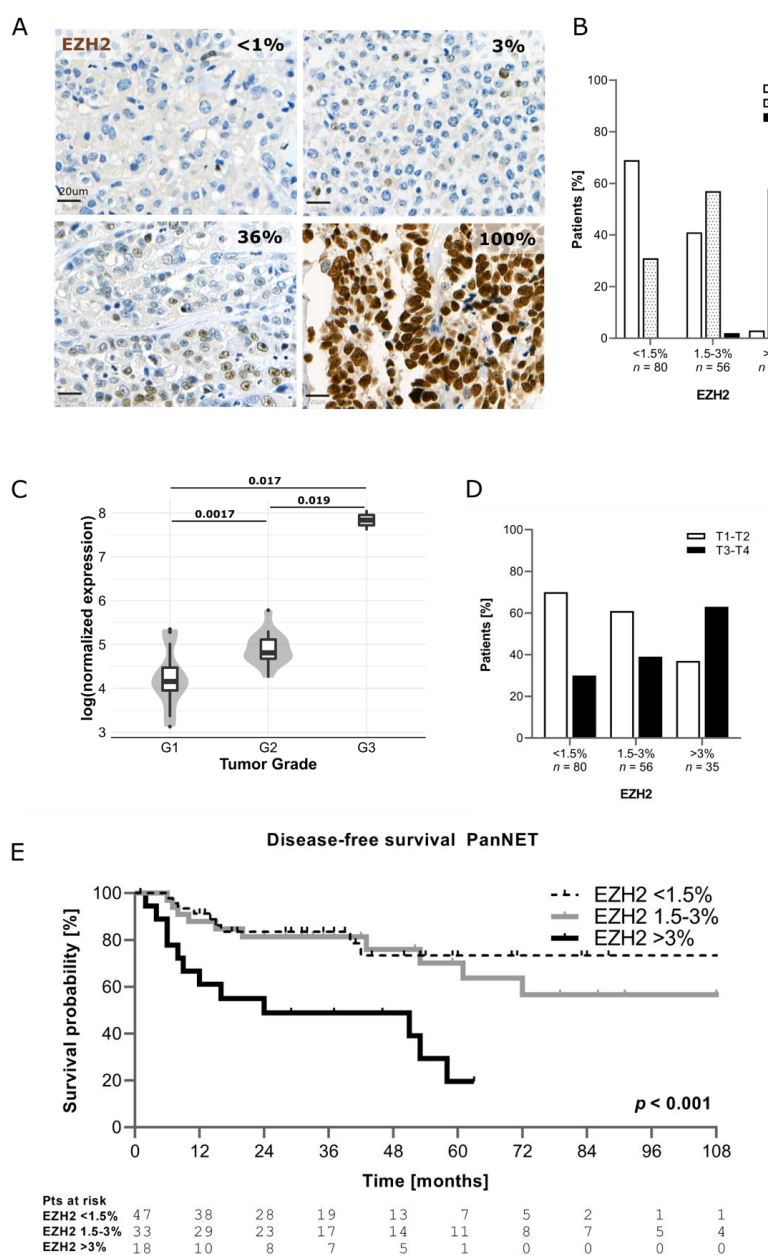 A
EZH2
<1%
3%
20um
36%
100%
B
100
80
60
40
20
0
Patients [%]
<1.5%
n = 80
1.5-3%
n = 56
>
n
EZH2
C
0.017
0.019
0.0017
8
7
6
5
4
3
log(normalized expression)
G1 G2 G3
Tumor Grade
D
100
80
60
40
20
0
Patients [%]
T1-T2
T3-T4
<1.5% 1.5-3% >3%
n = 80 n = 56 n = 35
EZH2
E
Disease-free survival PanNET
100
80
60
40
20
0
Survival probability [%]
EZH2 <1.5%
EZH2 1.5-3%
EZH2 >3%
p < 0.001
0 12 24 36 48 60 72 84 96 108
Time [months]
Pts at risk
EZH2 <1.5% 47 38 28 19 13 7 5 2 1 1
EZH2 1.5-3% 33 29 23 17 14 11 8 7 5 4
EZH2 >3% 18 10 8 7 5 1 0 0 0 0